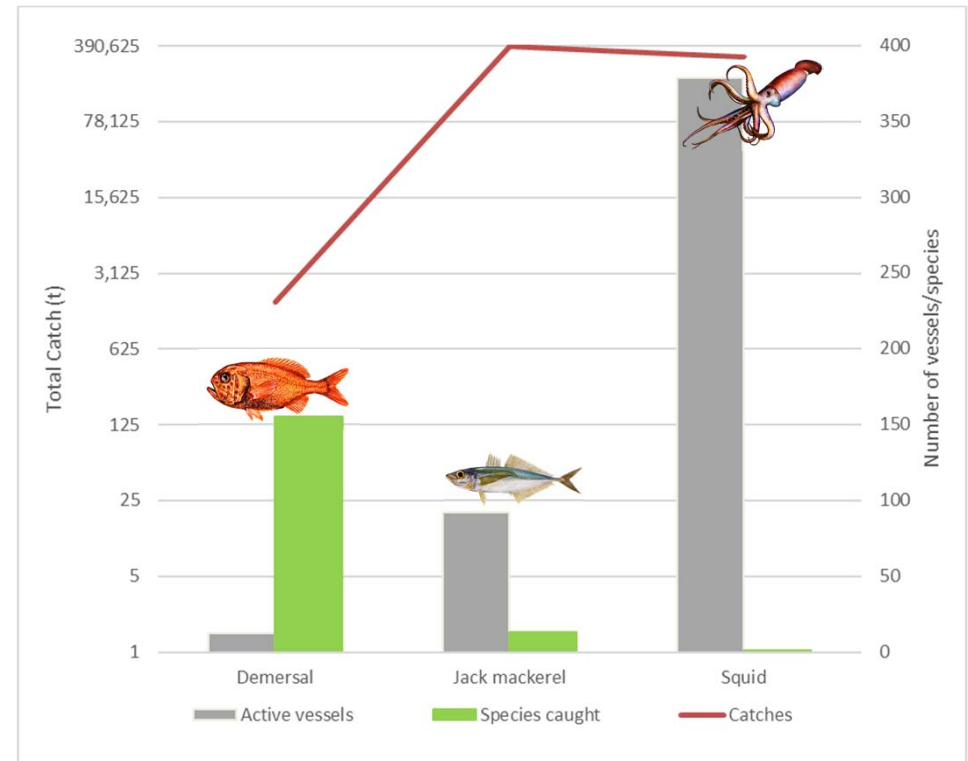 Total Catch (t)
390,625
78,125
15,625
3,125
625
125
25
5
1
400
350
300
250
200
150
100
50
0
Number of vessels/species
Demersal
Jack mackerel
Squid
Active vessels
Species caught
Catches